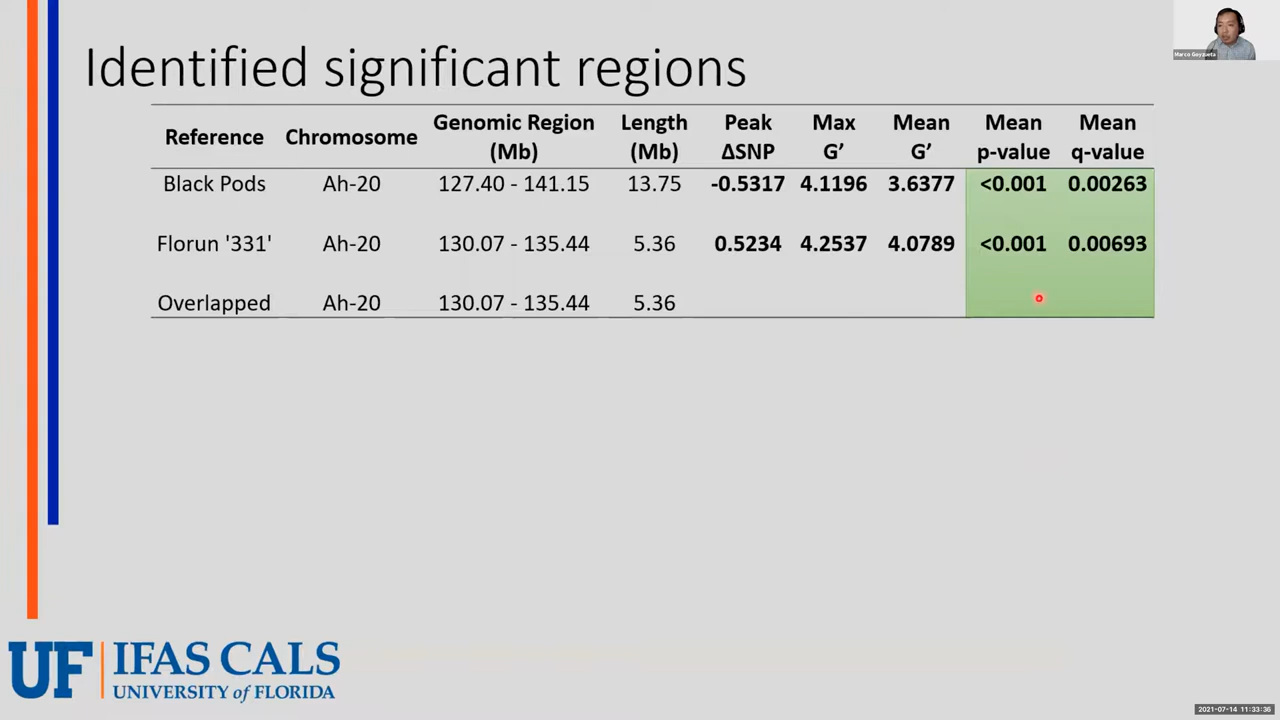 Marco Goyzueta
Identified significant regions
Reference Chromosome Genomic Region (Mb) Length (Mb) Peak ΔSNP Max G’ Mean G’ Mean p-value Mean q-value
Black Pods Ah-20 127.40 - 141.15 13.75 -0.5317 4.1196 3.6377 <0.001 0.00263
Florun '331' Ah-20 130.07 - 135.44 5.36 0.5234 4.2537 4.0789 <0.001 0.00693
Overlapped Ah-20 130.07 - 135.44 5.36
UF IFAS CALS
UNIVERSITY of FLORIDA
2021-07-14 11:33:36